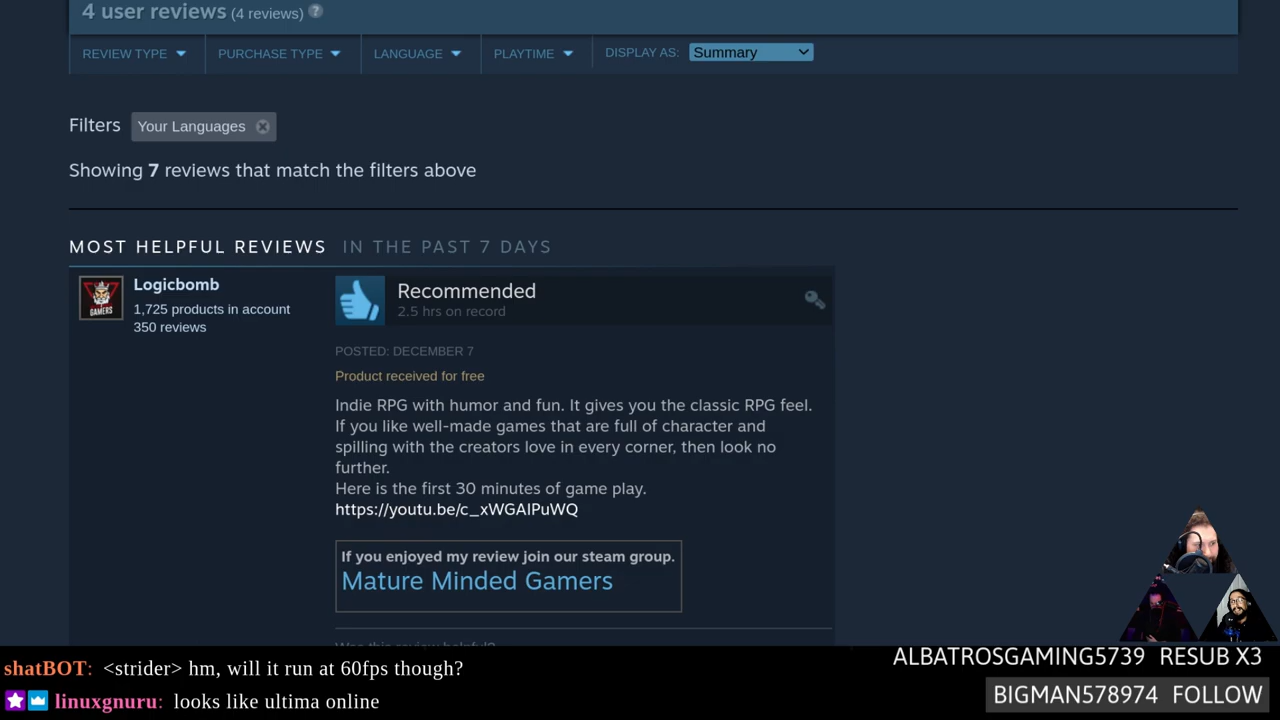 4 user reviews (4 reviews) ?
REVIEW TYPE PURCHASE TYPE LANGUAGE PLAYTIME DISPLAY AS: Summary
Filters Your Languages
Showing 7 reviews that match the filters above
MOST HELPFUL REVIEWS IN THE PAST 7 DAYS
GAMERS
Logicbomb
1,725 products in account
350 reviews
Recommended
2.5 hrs on record
POSTED: DECEMBER 7
Product received for free
Indie RPG with humor and fun. It gives you the classic RPG feel.
If you like well-made games that are full of character and
spilling with the creators love in every corner, then look no
further.
Here is the first 30 minutes of game play.
https://youtu.be/c_xWGAlPuWQ
If you enjoyed my review join our steam group.
Mature Minded Gamers
Was this review helpful?
shatBOT: <strider> hm, will it run at 60fps though?
linuxgnuru: looks like ultima online
ALBATROSGAMING5739 RESUB X3
BIGMAN578974 FOLLOW